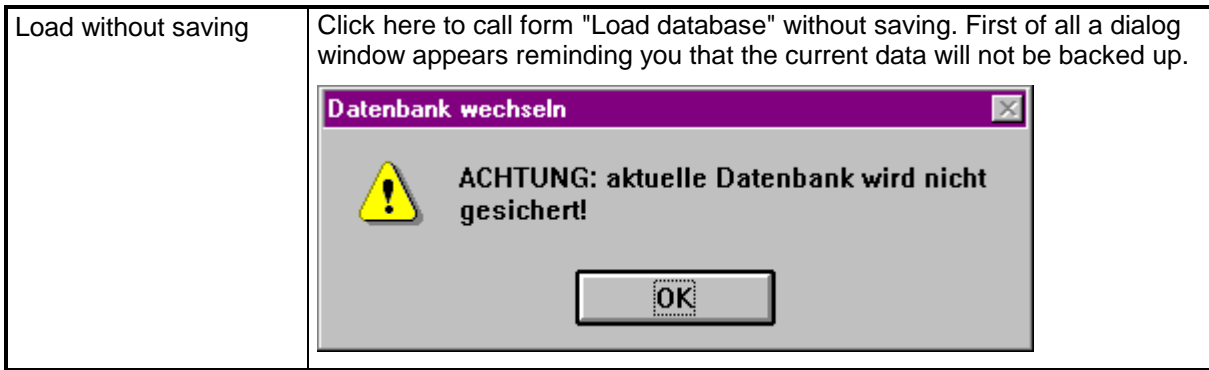 Load without saving
Click here to call form "Load database" without saving. First of all a dialog
window appears reminding you that the current data will not be backed up.
Datenbank wechseln
ACHTUNG: aktuelle Datenbank wird nicht
gesichert!
OK